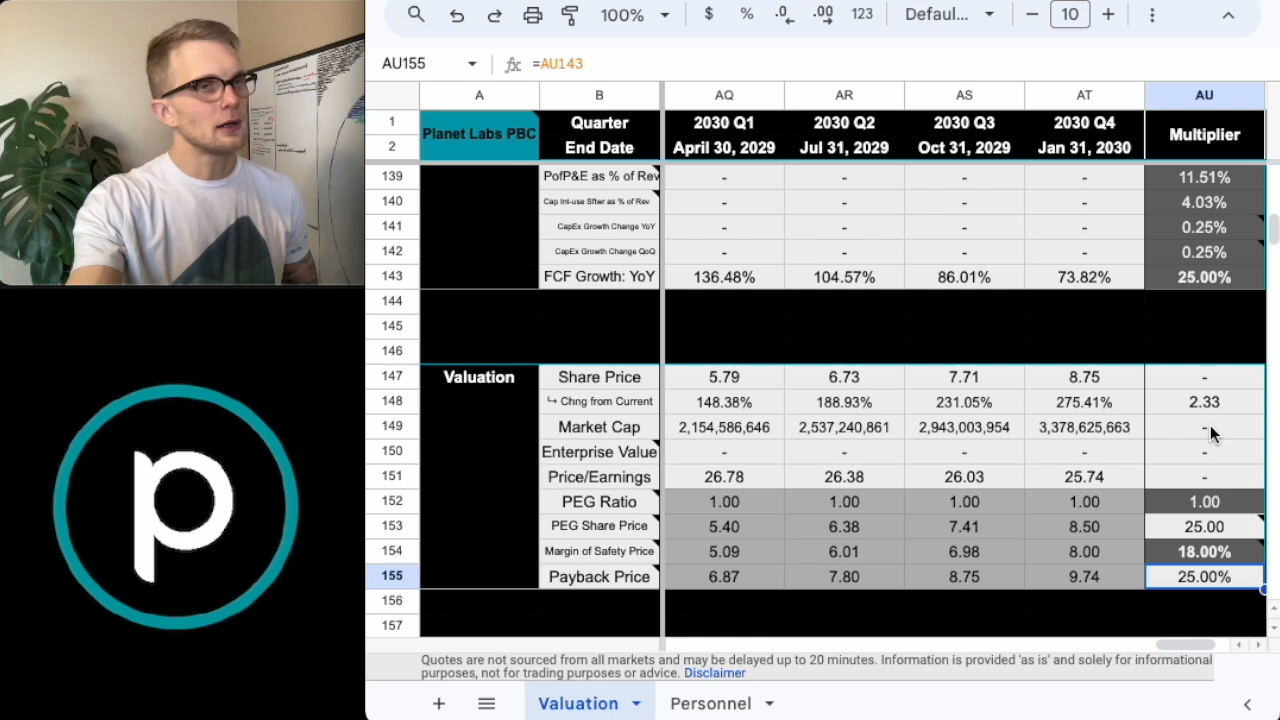 100%
$ % .0 .00 123 Defaul... − 10 +
AU155 fx =AU143
A B AQ AR AS AT AU
1 Planet Labs PBC Quarter 2030 Q1 2030 Q2 2030 Q3 2030 Q4 Multiplier
2 End Date April 30, 2029 Jul 31, 2029 Oct 31, 2029 Jan 31, 2030
139 PofP&E as % of Rev - - - - 11.51%
140 Cap Int-use Sftwr as % of Rev - - - - 4.03%
141 CapEx Growth Change YoY - - - - 0.25%
142 CapEx Growth Change QoQ - - - - 0.25%
143 FCF Growth: YoY 136.48% 104.57% 86.01% 73.82% 25.00%
144
145
146
147 Valuation Share Price 5.79 6.73 7.71 8.75 -
148 ↳ Chng from Current 148.38% 188.93% 231.05% 275.41% 2.33
149 Market Cap 2,154,586,646 2,537,240,861 2,943,003,954 3,378,625,663 -
150 Enterprise Value - - - - -
151 Price/Earnings 26.78 26.38 26.03 25.74 -
152 PEG Ratio 1.00 1.00 1.00 1.00 1.00
153 PEG Share Price 5.40 6.38 7.41 8.50 25.00
154 Margin of Safety Price 5.09 6.01 6.98 8.00 18.00%
155 Payback Price 6.87 7.80 8.75 9.74 25.00%
156
157
Quotes are not sourced from all markets and may be delayed up to 20 minutes. Information is provided 'as is' and solely for informational
purposes, not for trading purposes or advice. Disclaimer
+ Valuation Personnel
p